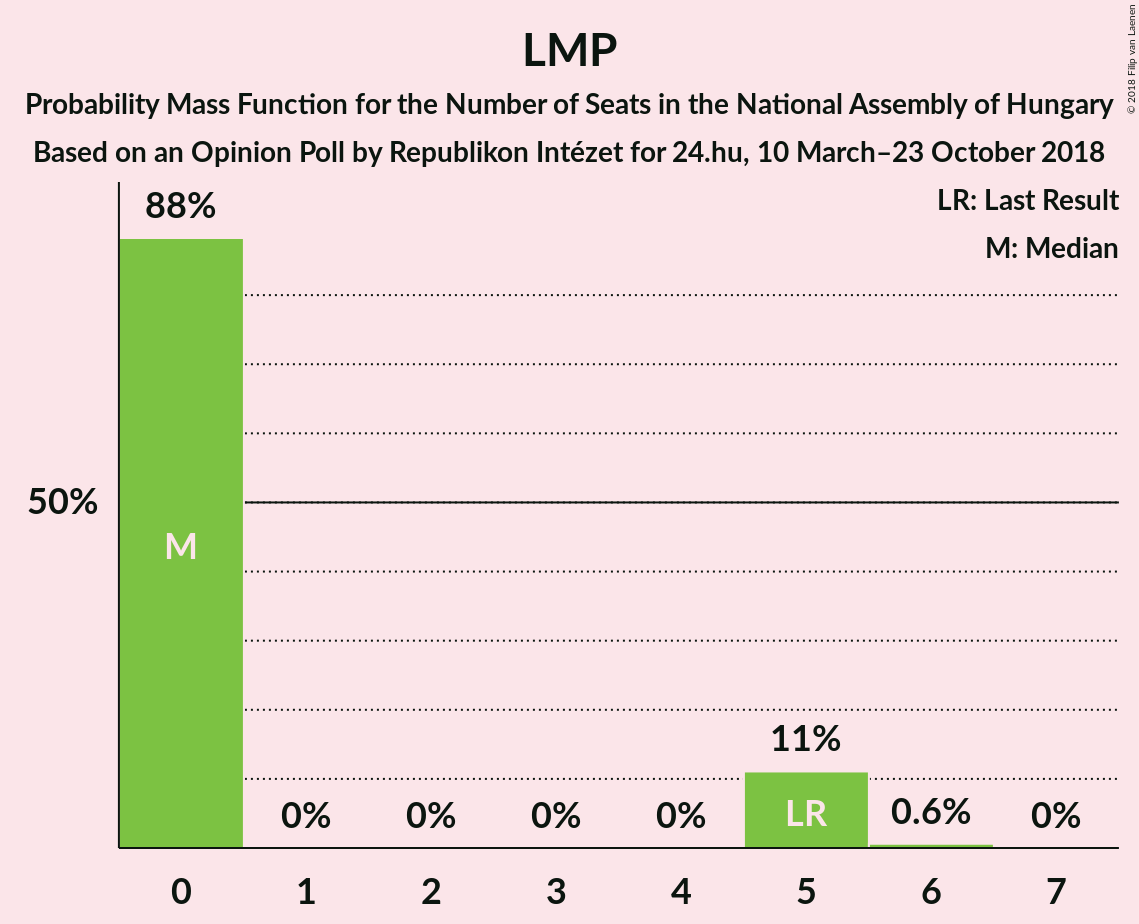 LMP
Probability Mass Function for the Number of Seats in the National Assembly of Hungary
Based on an Opinion Poll by Republikon Intézet for 24.hu, 10 March–23 October 2018
© 2018 Filip van Laenen
LR: Last Result
M: Median
88%
50%
M
11%
LR
0%
0%
0%
0%
0.6%
0%
0 1 2 3 4 5 6 7